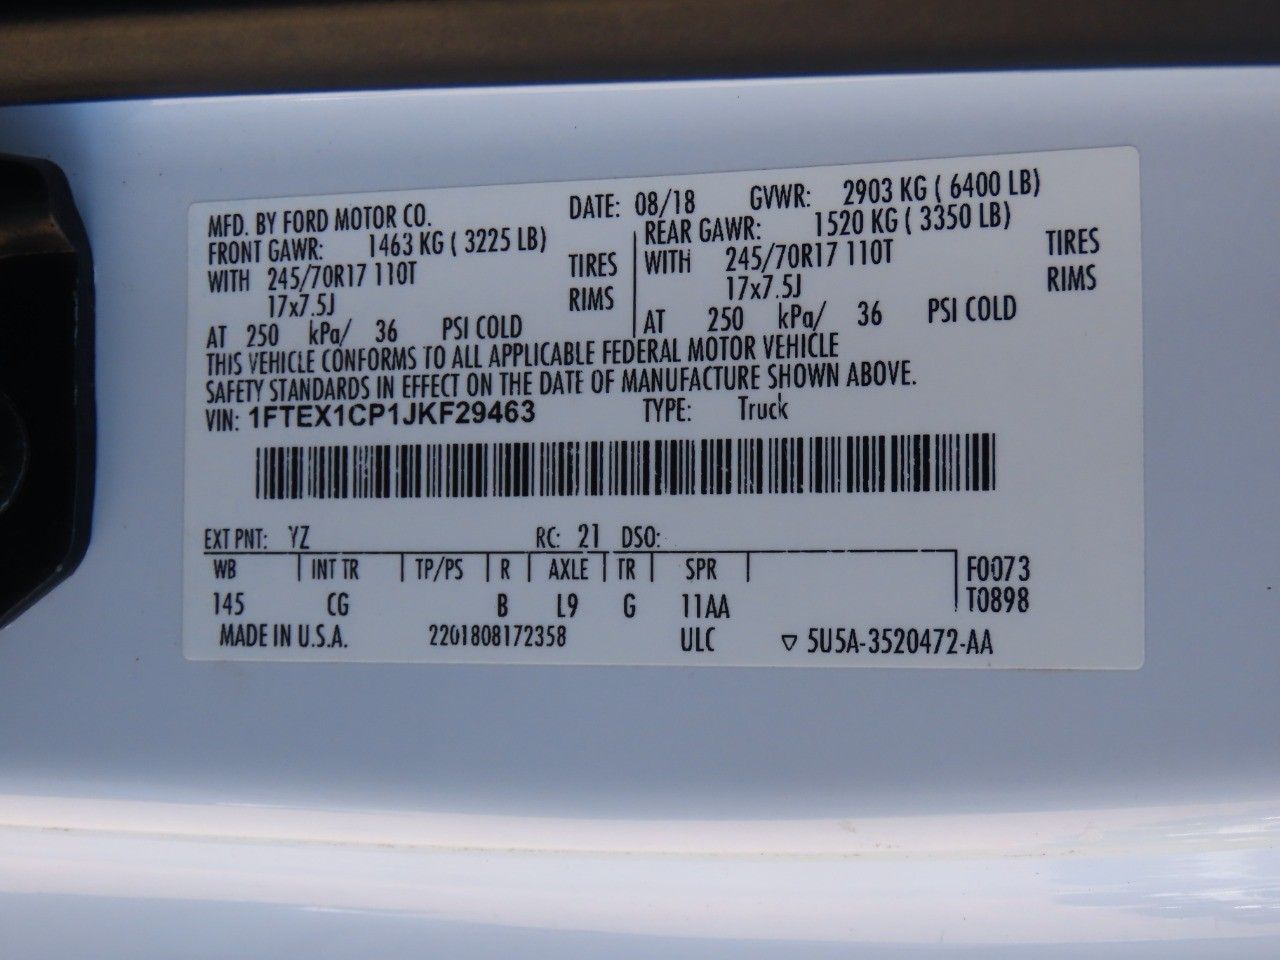 MFD. BY FORD MOTOR CO. DATE: 08/18 GVWR: 2903 KG ( 6400 LB)
FRONT GAWR: 1463 KG ( 3225 LB) REAR GAWR: 1520 KG ( 3350 LB)
WITH 245/70R17 110T TIRES WITH 245/70R17 110T TIRES
17x7.5J RIMS 17x7.5J RIMS
AT 250 kPa/ 36 PSI COLD AT 250 kPa/ 36 PSI COLD
THIS VEHICLE CONFORMS TO ALL APPLICABLE FEDERAL MOTOR VEHICLE
SAFETY STANDARDS IN EFFECT ON THE DATE OF MANUFACTURE SHOWN ABOVE.
VIN: 1FTEX1CP1JKF29463 TYPE: Truck
EXT PNT: YZ RC: 21 DSO:
WB INT TR TP/PS R AXLE TR SPR F0073
145 CG B L9 G 11AA T0898
MADE IN U.S.A. 2201808172358 ULC ▽ 5U5A-3520472-AA